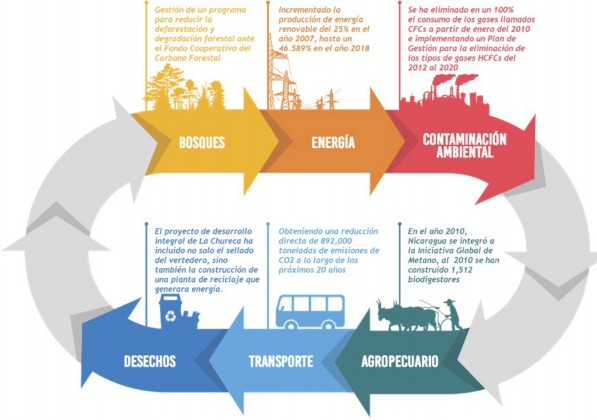 Gestión de un programa
para reducir la
deforestación y
degradación forestal ante
el Fondo Cooperativo del
Carbono Forestal
Incrementado la
producción de energía
renovable del 25% en el
año 2007, hasta un
46.589% en el año 2018
Se ha eliminado en un 100%
el consumo de los gases llamados
CFCs a partir de enero del 2010
e implementando un Plan de
Gestión para la eliminación de
los tipos de gases HCFCs del
2012 al 2020
BOSQUES
ENERGÍA
CONTAMINACIÓN
AMBIENTAL
El proyecto de desarrollo
integral de La Chureca ha
incluido no solo el sellado
del vertedero, sino
también la construcción de
una planta de reciclaje que
generara energía.
Obteniendo una reducción
directa de 892,000
toneladas de emisiones de
CO2 a lo largo de los
próximos 20 años
En el año 2010,
Nicaragua se integró a
la Iniciativa Global de
Metano, al 2010 se han
construido 1,512
biodigestores
DESECHOS
TRANSPORTE
AGROPECUARIO